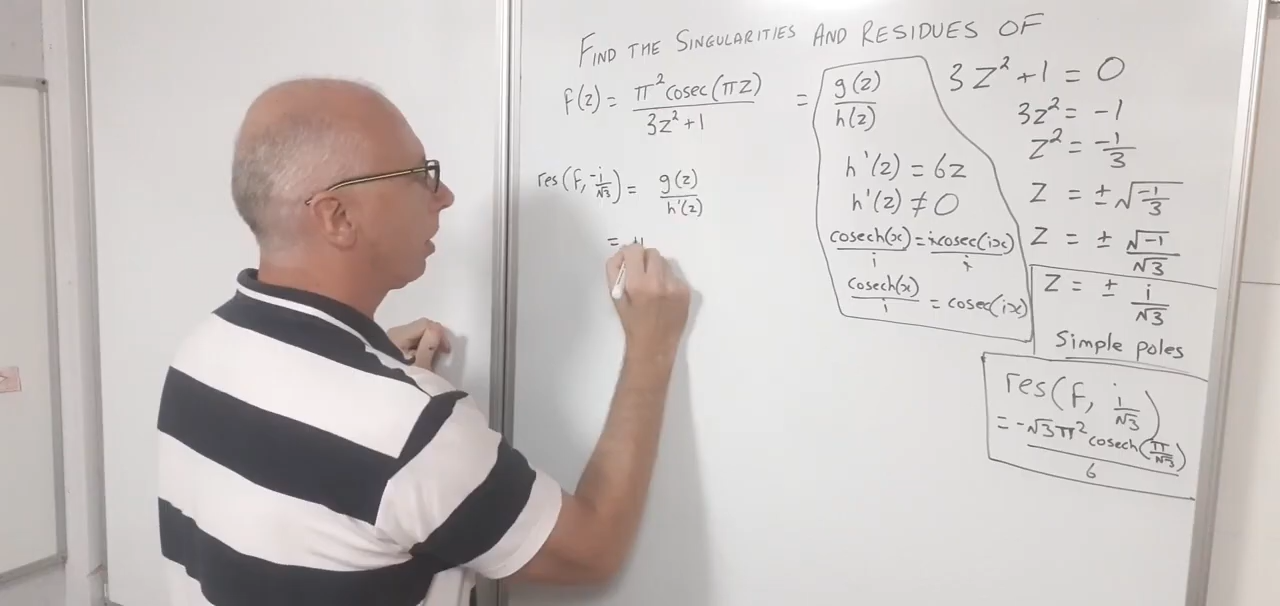 FIND THE SINGULARITIES AND RESIDUES OF
f(z) = π²cosec(πz) / 3z²+1 = g(z) / h(z)
res(f, -i/√3) = g(z) / h'(z)
=
h'(z) = 6z
h'(z) ≠ 0
cosech(x)/i = icosec(ix)/i
cosech(x)/i = cosec(ix)
3z²+1 = 0
3z² = -1
z² = -1/3
z = ±√(-1/3)
z = ± √-1/√3
z = ± i/√3
Simple poles
res(f, i/√3)
= -√3π² cosech(π/√3) / 6